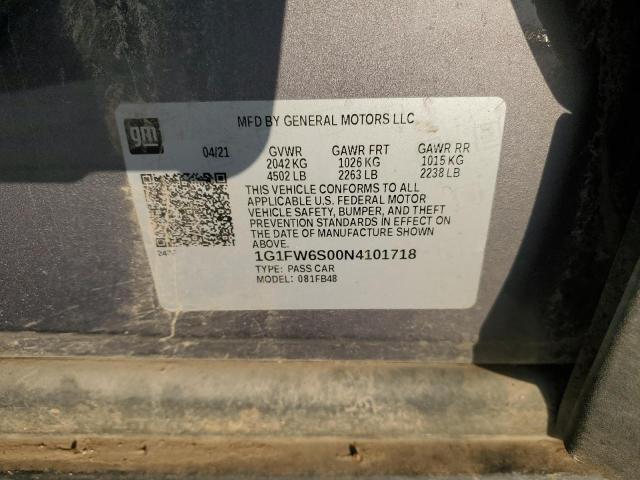 gm
MFD BY GENERAL MOTORS LLC
04/21 GVWR GAWR FRT GAWR RR
2042 KG 1026 KG 1015 KG
4502 LB 2263 LB 2238 LB
THIS VEHICLE CONFORMS TO ALL
APPLICABLE U.S. FEDERAL MOTOR
VEHICLE SAFETY, BUMPER, AND THEFT
PREVENTION STANDARDS IN EFFECT ON
THE DATE OF MANUFACTURE SHOWN
ABOVE.
1G1FW6S00N4101718
TYPE: PASS CAR
MODEL: 081FB48